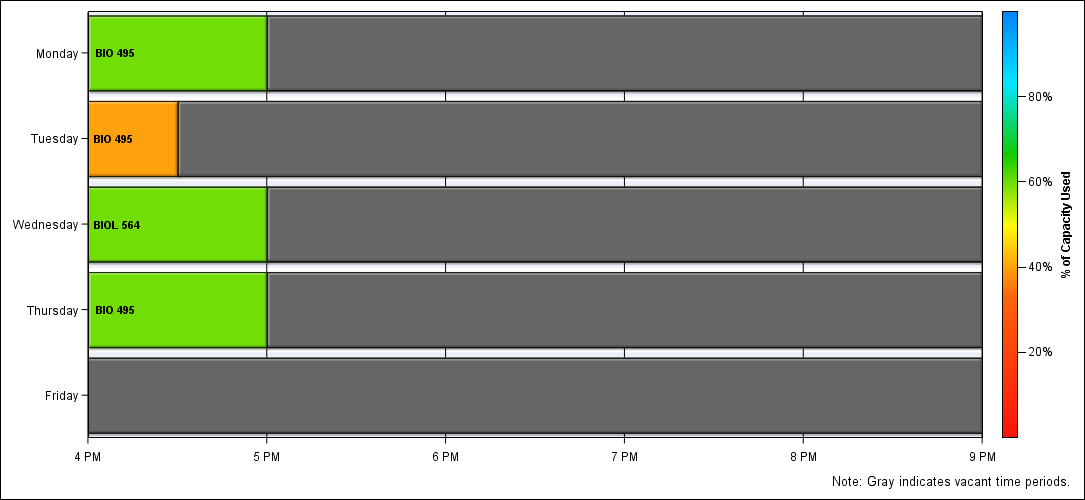 Monday
BIO 495
Tuesday
BIO 495
Wednesday
BIOL 564
Thursday
BIO 495
Friday
4 PM 5 PM 6 PM 7 PM 8 PM 9 PM
80%
60%
40%
20%
% of Capacity Used
Note: Gray indicates vacant time periods.